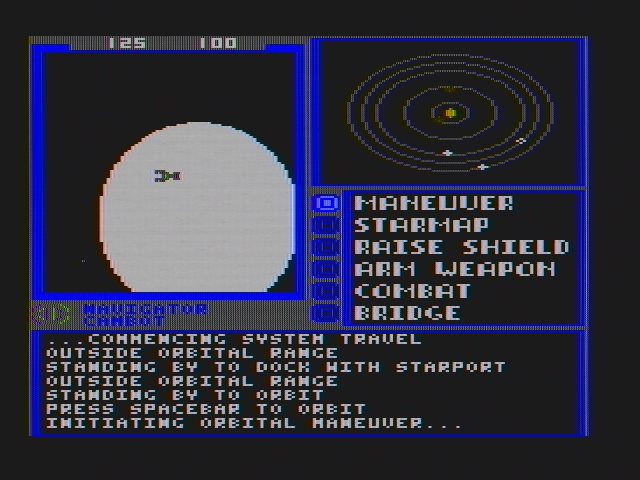 125 100
MANEUVER
STARMAP
RAISE SHIELD
ARM WEAPON
COMBAT
BRIDGE
NAVIGATOR
CAMBOT
...COMMENCING SYSTEM TRAVEL
OUTSIDE ORBITAL RANGE
STANDING BY TO DOCK WITH STARPORT
OUTSIDE ORBITAL RANGE
STANDING BY TO ORBIT
PRESS SPACEBAR TO ORBIT
INITIATING ORBITAL MANEUVER...